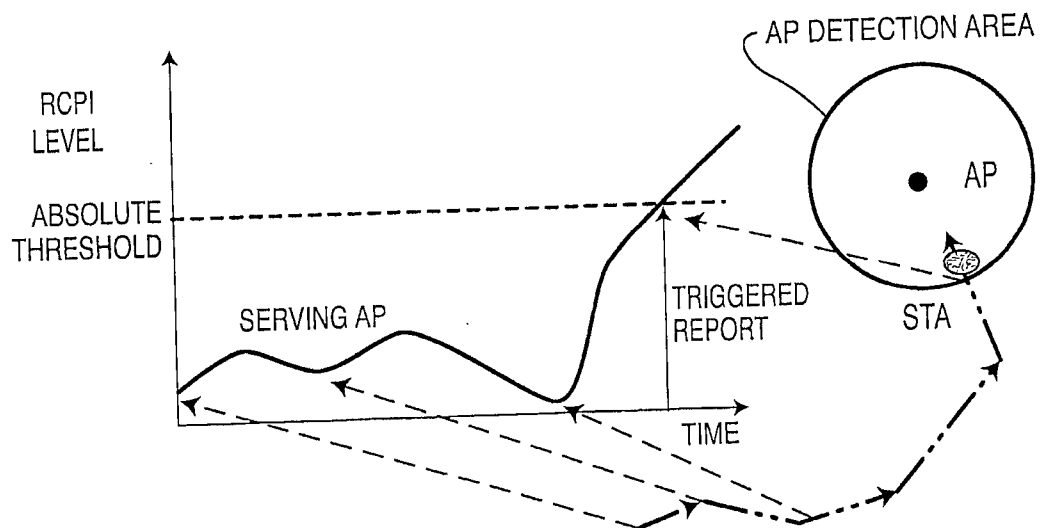 RCPI
LEVEL
ABSOLUTE
THRESHOLD
SERVING AP
TRIGGERED
REPORT
TIME
AP DETECTION AREA
AP
STA